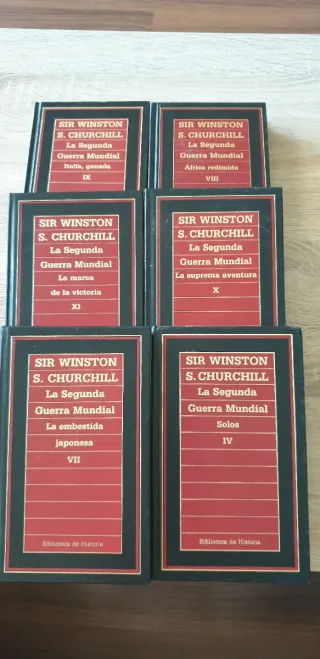 SIR WINSTON
S. CHURCHILL
La Segunda
Guerra Mundial
Italia, ganada
IX
SIR WINSTON
S. CHURCHILL
La Segunda
Guerra Mundial
África redimida
VIII
SIR WINSTON
S. CHURCHILL
La Segunda
Guerra Mundial
La marea
de la victoria
XI
SIR WINSTON
S. CHURCHILL
La Segunda
Guerra Mundial
La suprema aventura
X
SIR WINSTON
S. CHURCHILL
La Segunda
Guerra Mundial
La embestida
japonesa
VII
Biblioteca de Historia
SIR WINSTON
S. CHURCHILL
La Segunda
Guerra Mundial
Solos
IV
Biblioteca de Historia